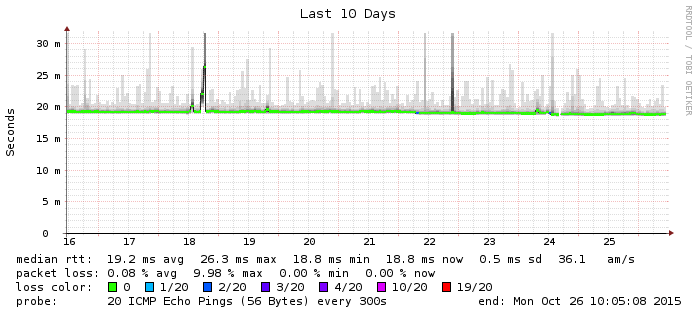 Last 10 Days
RRDTOOL / TOBI OETIKER
Seconds
30 m
25 m
20 m
15 m
10 m
5 m
0
16 17 18 19 20 21 22 23 24 25
median rtt: 19.2 ms avg 26.3 ms max 18.8 ms min 18.8 ms now 0.5 ms sd 36.1 am/s
packet loss: 0.08 % avg 9.98 % max 0.00 % min 0.00 % now
loss color: 0 1/20 2/20 3/20 4/20 10/20 19/20
probe: 20 ICMP Echo Pings (56 Bytes) every 300s end: Mon Oct 26 10:05:08 2015